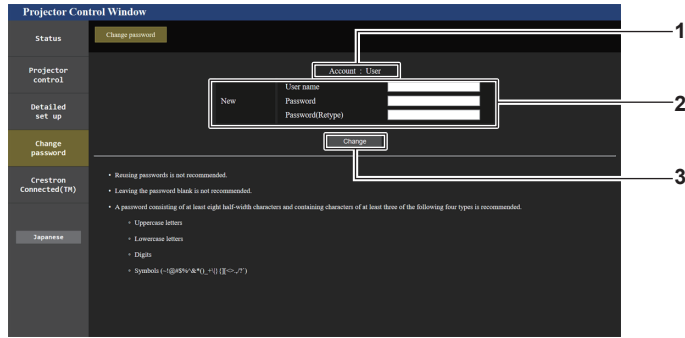 Projector Control Window
Status
Projector
control
Detailed
set up
Change
password
Crestron
Connected(TM)
Japanese
Change password
Account : User
New
User name
Password
Password(Retype)
Change
• Reusing passwords is not recommended.
• Leaving the password blank is not recommended.
• A password consisting of at least eight half-width characters and containing characters of at least three of the following four types is recommended.
Uppercase letters
Lowercase letters
Digits
Symbols (~!@#$%^&*()_+\|}{][<>.,/?`)
1
2
3